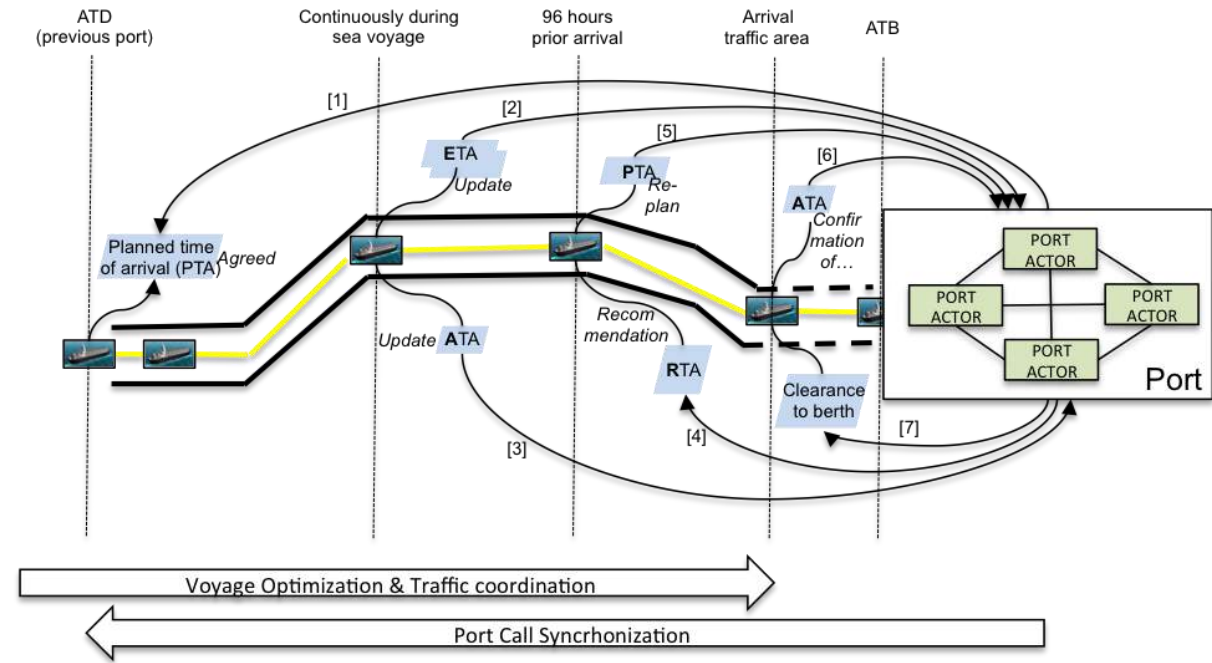 ATD
(previous port)
Continuously during
sea voyage
96 hours
prior arrival
Arrival
traffic area
ATB
[1]
[2]
[5]
[6]
ETA
Update
PTA
Re-
plan
ATA
Confir
mation
of…
Planned time
of arrival (PTA)
Agreed
PORT
ACTOR
PORT
ACTOR
PORT
ACTOR
PORT
ACTOR
Port
Update
ATA
Recom
mendation
RTA
Clearance
to berth
[3]
[4]
[7]
Voyage Optimization & Traffic coordination
Port Call Syncrhonization